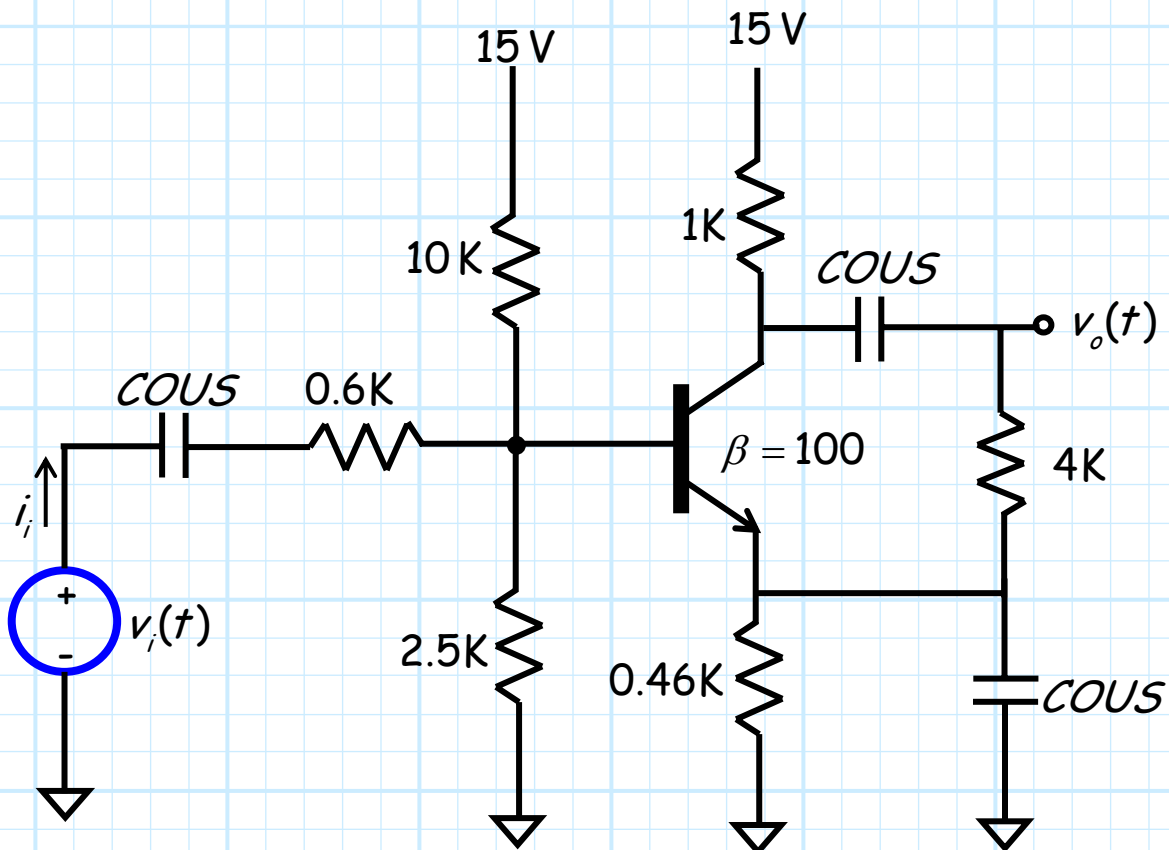 15 V
15 V
10 K
1K
COUS
v_o(t)
COUS
0.6K
β = 100
4K
i_i
+
v_i(t)
-
2.5K
0.46K
COUS